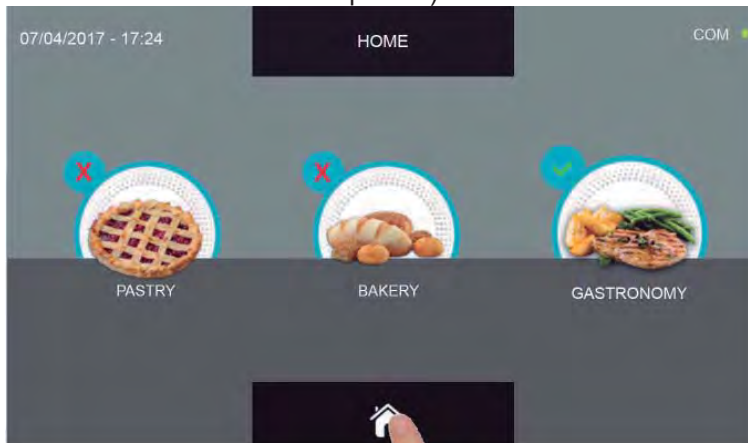 07/04/2017 - 17:24
HOME
COM
X
X
PASTRY
BAKERY
GASTRONOMY